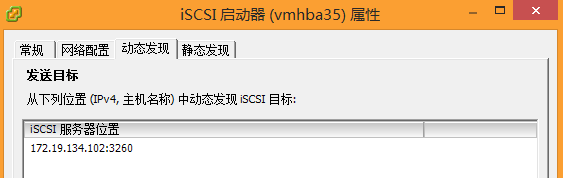 iSCSI 启动器 (vmhba35) 属性
常规 网络配置 动态发现 静态发现
发送目标
从下列位置 (IPv4, 主机名称) 中动态发现 iSCSI 目标:
iSCSI 服务器位置
172.19.134.102:3260